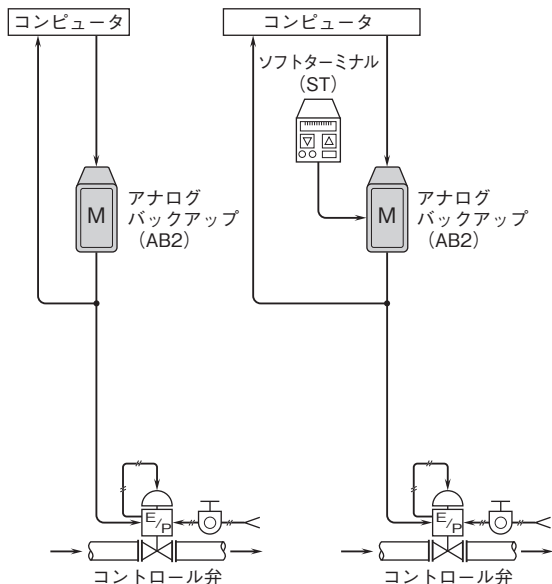 コンピュータ
M
アナログ
バックアップ
（AB2）
E/P
コントロール弁
コンピュータ
ソフトターミナル
（ST）
M
アナログ
バックアップ
（AB2）
E/P
コントロール弁